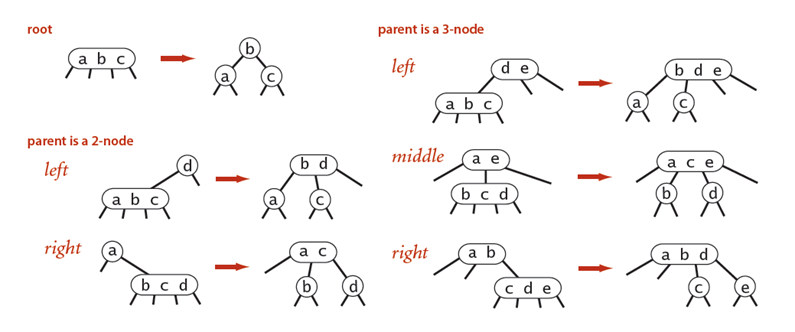 root
a b c
b
a
c
parent is a 2-node
left
d
a b c
b d
a
c
right
a
b c d
a c
b
d
parent is a 3-node
left
d e
a b c
b d e
a
c
middle
a e
b c d
a c e
b
d
right
a b
c d e
a b d
c
e